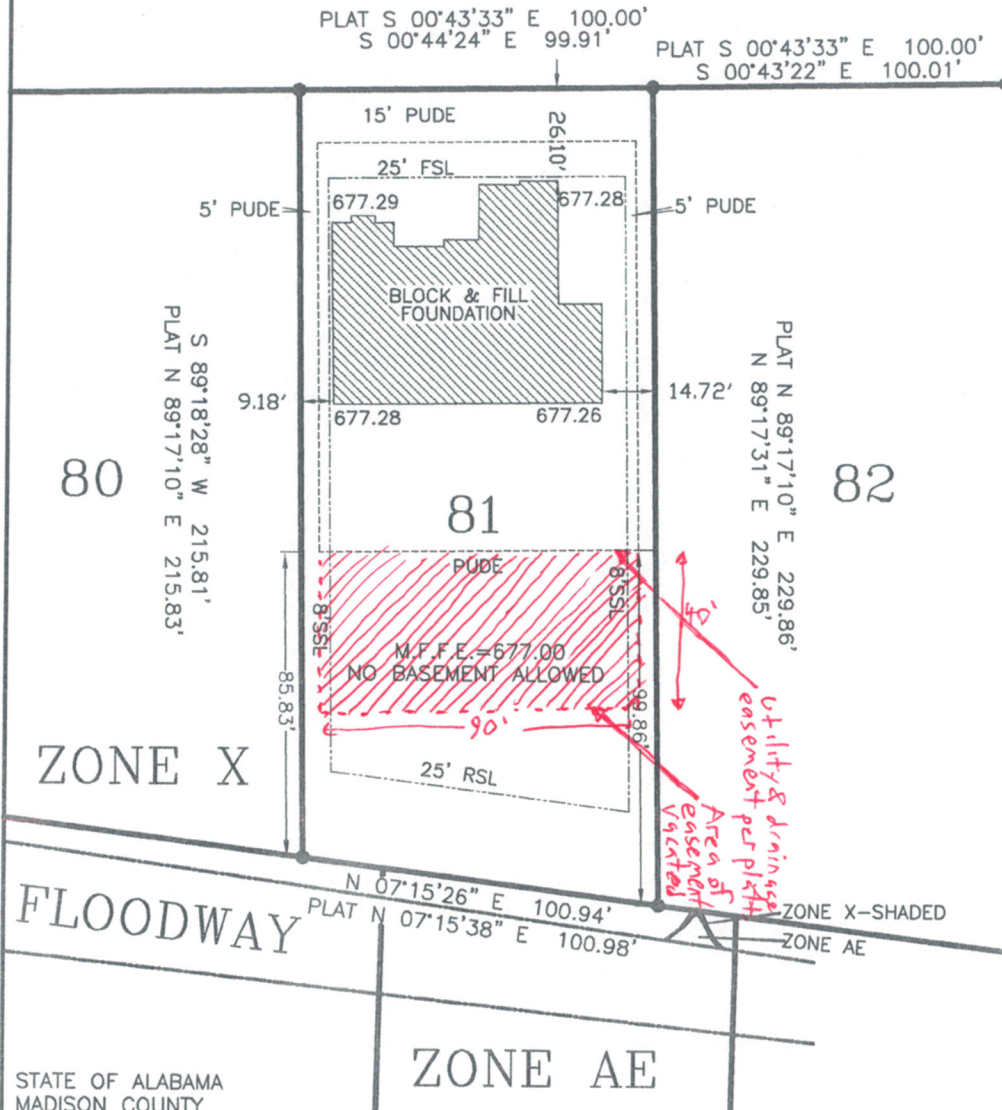 PLAT S 00°43'33" E 100.00'
S 00°44'24" E 99.91'
PLAT S 00°43'33" E 100.00'
S 00°43'22" E 100.01'
15' PUDE
26.10'
25' FSL
677.29
677.28
5' PUDE
5' PUDE
BLOCK & FILL
FOUNDATION
S 89°18'28" W 215.81'
PLAT N 89°17'10" E 215.83'
PLAT N 89°17'10" E 229.86'
N 89°17'31" E 229.85'
9.18'
14.72'
677.28
677.26
80
81
82
PUDE
8'SSL
8'SSL
40'
M.F.F.E.=677.00
NO BASEMENT ALLOWED
85.83'
99.86'
90'
utility & drainage
easement per platt
Area of
easement
vacated
ZONE X
25' RSL
N 07°15'26" E 100.94'
PLAT N 07°15'38" E 100.98'
FLOODWAY
ZONE X-SHADED
ZONE AE
ZONE AE
STATE OF ALABAMA
MADISON COUNTY